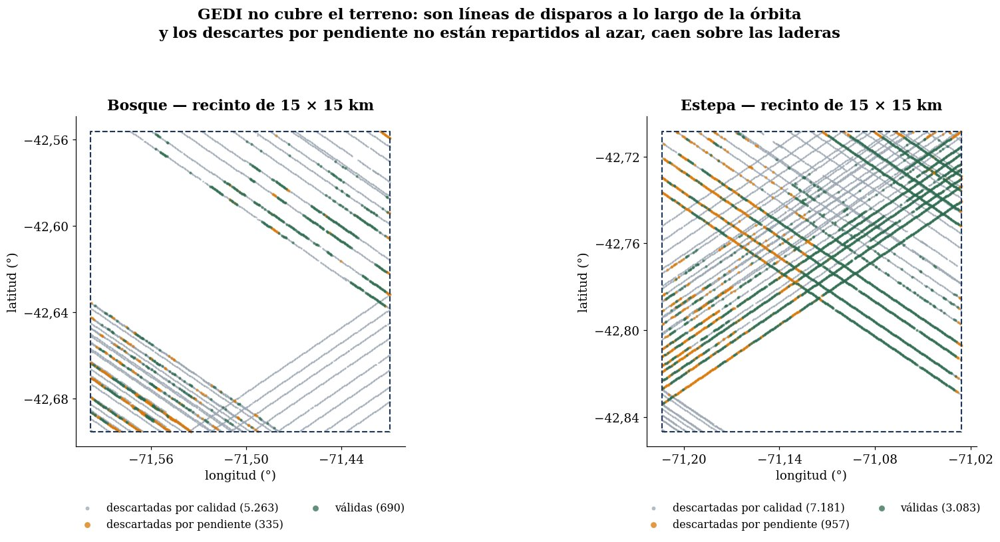 GEDI no cubre el terreno: son líneas de disparos a lo largo de la órbita
y los descartes por pendiente no están repartidos al azar, caen sobre las laderas
Bosque — recinto de 15 × 15 km
−42,56
−42,60
−42,64
−42,68
latitud (°)
−71,56
−71,50
−71,44
longitud (°)
descartadas por calidad (5.263)
descartadas por pendiente (335)
válidas (690)
Estepa — recinto de 15 × 15 km
−42,72
−42,76
−42,80
−42,84
latitud (°)
−71,20
−71,14
−71,08
−71,02
longitud (°)
descartadas por calidad (7.181)
descartadas por pendiente (957)
válidas (3.083)